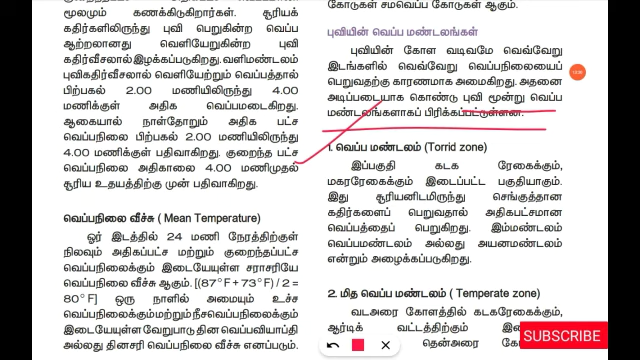 மூலமும் கணக்கிடுகிறார்கள். சூரியக்
கதிர்களிலிருந்து புவி பெறுகின்ற வெப்ப
ஆற்றலானது வெளியேறுகின்ற புவி
கதிர்வீசலால்இழக்கப்படுகிறது.வளிமண்டலம்
புவிகதிர்வீசலால் வெளியேற்றும் வெப்பத்தால்
பிற்பகல் 2.00 மணியிலிருந்து 4.00
மணிக்குள் அதிக வெப்பமடைகிறது.
ஆகையால் நாள்தோறும் அதிக பட்ச
வெப்பநிலை பிற்பகல் 2.00 மணியிலிருந்து
4.00 மணிக்குள் பதிவாகிறது. குறைந்த பட்ச
வெப்பநிலை அதிகாலை 4.00 மணிமுதல்
சூரிய உதயத்திற்கு முன் பதிவாகிறது.
வெப்பநிலை வீச்சு ( Mean Temperature)
ஓர் இடத்தில் 24 மணி நேரத்திற்குள்
நிலவும் அதிகபட்ச மற்றும் குறைந்தப்பட்ச
வெப்பநிலைக்கும் இடையேயுள்ள சராசரியே
வெப்பநிலை வீச்சு ஆகும். [(87°F + 73°F) / 2 =
80°F] ஒரு நாளில் அமையும் உச்ச
வெப்பநிலைக்கும்மற்றும்நீசவெப்பநிலைக்கும்
இடையேயுள்ள வேறுபாடு தின வெப்பவியாப்தி
அல்லது தினசரி வெப்பநிலை வீச்சு எனப்படும்.
கோடுகள் சமவெப்ப கோடுகள் ஆகும்.
புவியின் வெப்ப மண்டலங்கள்
புவியின் கோள வடிவமே வெவ்வேறு
இடங்களில் வெவ்வேறு வெப்பநிலையைப்
பெறுவதற்கு காரணமாக அமைகிறது. அதனை
அடிப்படையாக கொண்டு புவி மூன்று வெப்ப
மண்டலங்களாகப் பிரிக்கப்பட்டுள்ளன.
1. வெப்ப மண்டலம் (Torrid zone)
இப்பகுதி கடக ரேகைக்கும்,
மகரரேகைக்கும் இடைப்பட்ட பகுதியாகும்.
இது சூரியனிடமிருந்து செங்குத்தான
கதிர்களைப் பெறுவதால் அதிகபட்சமான
வெப்பத்தைப் பெறுகிறது. இம்மண்டலம்
வெப்பமண்டலம் அல்லது அயனமண்டலம்
என்றும் அழைக்கப்படுகிறது.
2. மித வெப்ப மண்டலம் ( Temperate zone)
வடஅரை கோளத்தில் கடகரேகைக்கும்,
ஆர்டிக் வட்டத்திற்கும்
தென்அரை
SUBSCRIBE